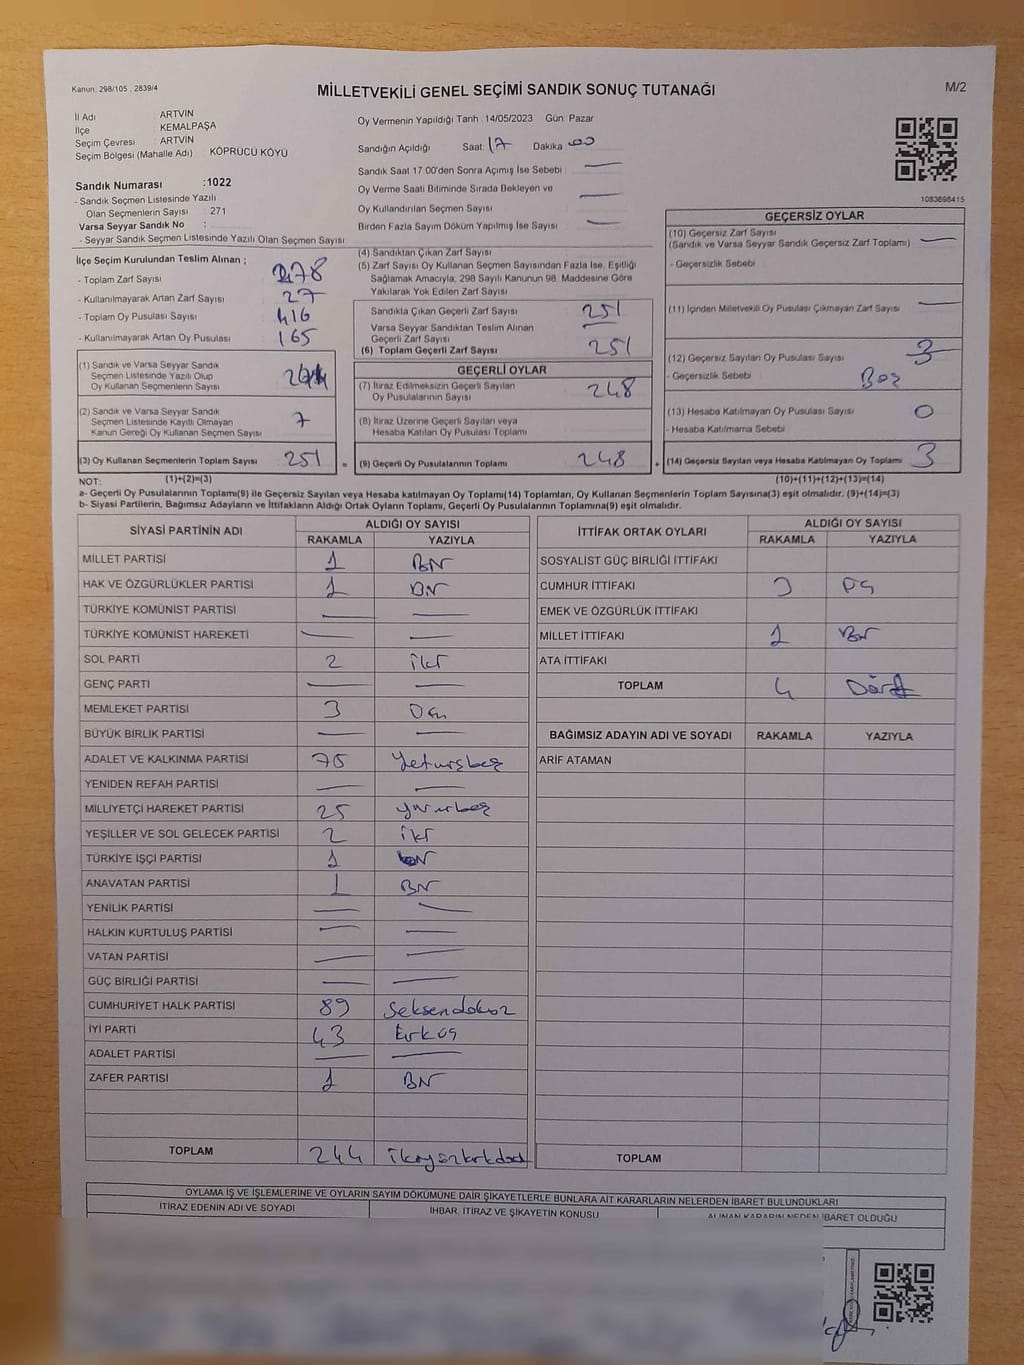 Kanun: 298/105 , 2839/4
MİLLETVEKİLİ GENEL SEÇİMİ SANDIK SONUÇ TUTANAĞI
M/2
İl Adı : ARTVİN
İlçe : KEMALPAŞA
Seçim Çevresi : ARTVİN
Seçim Bölgesi (Mahalle Adı) : KÖPRÜCÜ KÖYÜ
Sandık Numarası :1022
- Sandık Seçmen Listesinde Yazılı
Olan Seçmenlerin Sayısı : 271
Varsa Seyyar Sandık No :
- Seyyar Sandık Seçmen Listesinde Yazılı Olan Seçmen Sayısı
Oy Vermenin Yapıldığı Tarih : 14/05/2023 Gün: Pazar
Sandığın Açıldığı Saat: 17 Dakika 00
Sandık Saat 17:00'den Sonra Açımış İse Sebebi —
Oy Verme Saati Bitiminde Sırada Bekleyen ve
Oy Kullandırılan Seçmen Sayısı —
Birden Fazla Sayım Döküm Yapılmış İse Sayısı —
1083698415
İlçe Seçim Kurulundan Teslim Alınan ;
- Toplam Zarf Sayısı 278
- Kullanılmayarak Artan Zarf Sayısı 27
- Toplam Oy Pusulası Sayısı 416
- Kullanılmayarak Artan Oy Pusulası 165
(1) Sandık ve Varsa Seyyar Sandık
Seçmen Listesinde Yazılı Olup
Oy Kullanan Seçmenlerin Sayısı 244
(2) Sandık ve Varsa Seyyar Sandık
Seçmen Listesinde Kayıtlı Olmayan
Kanun Gereği Oy Kullanan Seçmen Sayısı 7
(3) Oy Kullanan Seçmenlerin Toplam Sayısı 251 =
(1)+(2)=(3)
(4) Sandıktan Çıkan Zarf Sayısı
(5) Zarf Sayısı Oy Kullanan Seçmen Sayısından Fazla İse, Eşitliği
Sağlamak Amacıyla, 298 Sayılı Kanunun 98. Maddesine Göre
Yakılarak Yok Edilen Zarf Sayısı
Sandıkla Çıkan Geçerli Zarf Sayısı 251
Varsa Seyyar Sandıktan Teslim Alınan
Geçerli Zarf Sayısı —
(6) Toplam Geçerli Zarf Sayısı 251
GEÇERLİ OYLAR
(7) İtiraz Edilmeksizin Geçerli Sayılan
Oy Pusulalarının Sayısı 248
(8) İtiraz Üzerine Geçerli Sayılan veya
Hesaba Katılan Oy Pusulası Toplamı
(9) Geçerli Oy Pusulalarının Toplamı 248 +
GEÇERSİZ OYLAR
(10) Geçersiz Zarf Sayısı
(Sandık ve Varsa Seyyar Sandık Geçersiz Zarf Toplamı) —
- Geçersizlik Sebebi
(11) İçinden Milletvekili Oy Pusulası Çıkmayan Zarf Sayısı —
(12) Geçersiz Sayılan Oy Pusulası Sayısı 3
- Geçersizlik Sebebi Boş
(13) Hesaba Katılmayan Oy Pusulası Sayısı 0
- Hesaba Katılmama Sebebi
(14) Geçersiz Sayılan veya Hesaba Katılmayan Oy Toplamı 3
(10)+(11)+(12)+(13)=(14)
NOT:
a- Geçerli Oy Pusulalarının Toplamı(9) ile Geçersiz Sayılan veya Hesaba katılmayan Oy Toplamı(14) Toplamları, Oy Kullanan Seçmenlerin Toplam Sayısına(3) eşit olmalıdır. (9)+(14)=(3)
b- Siyasi Partilerin, Bağımsız Adayların ve İttifakların Aldığı Ortak Oyların Toplamı, Geçerli Oy Pusulalarının Toplamına(9) eşit olmalıdır.
SİYASİ PARTİNİN ADI ALDIĞI OY SAYISI
RAKAMLA YAZIYLA
MİLLET PARTİSİ 1 BİR
HAK VE ÖZGÜRLÜKLER PARTİSİ 1 BİR
TÜRKİYE KOMÜNİST PARTİSİ — —
TÜRKİYE KOMÜNİST HAREKETİ — —
SOL PARTİ 2 iki
GENÇ PARTİ — —
MEMLEKET PARTİSİ 3
BÜYÜK BİRLİK PARTİSİ — —
ADALET VE KALKINMA PARTİSİ 75 Yetmişbeş
YENİDEN REFAH PARTİSİ — —
MİLLİYETÇİ HAREKET PARTİSİ 25 yirmibeş
YEŞİLLER VE SOL GELECEK PARTİSİ 2 iki
TÜRKİYE İŞÇİ PARTİSİ 1 BİR
ANAVATAN PARTİSİ 1 BİR
YENİLİK PARTİSİ — —
HALKIN KURTULUŞ PARTİSİ — —
VATAN PARTİSİ — —
GÜÇ BİRLİĞİ PARTİSİ — —
CUMHURİYET HALK PARTİSİ 89 Seksendokuz
İYİ PARTİ 43 kırküç
ADALET PARTİSİ — —
ZAFER PARTİSİ 1 BİR
TOPLAM 244 ikiyüzkırkdört
İTTİFAK ORTAK OYLARI ALDIĞI OY SAYISI
RAKAMLA YAZIYLA
SOSYALİST GÜÇ BİRLİĞİ İTTİFAKI
CUMHUR İTTİFAKI 3 üç
EMEK VE ÖZGÜRLÜK İTTİFAKI
MİLLET İTTİFAKI 1 Bir
ATA İTTİFAKI
TOPLAM 4 Dört
BAĞIMSIZ ADAYIN ADI VE SOYADI RAKAMLA YAZIYLA
ARİF ATAMAN
TOPLAM
OYLAMA İŞ VE İŞLEMLERİNE VE OYLARIN SAYIM DÖKÜMÜNE DAİR ŞİKAYETLERLE BUNLARA AİT KARARLARIN NELERDEN İBARET BULUNDUKLARI
İTİRAZ EDENİN ADI VE SOYADI İHBAR, İTİRAZ VE ŞİKAYETİN KONUSU ALINAN KARARIN NEDEN İBARET OLDUĞU